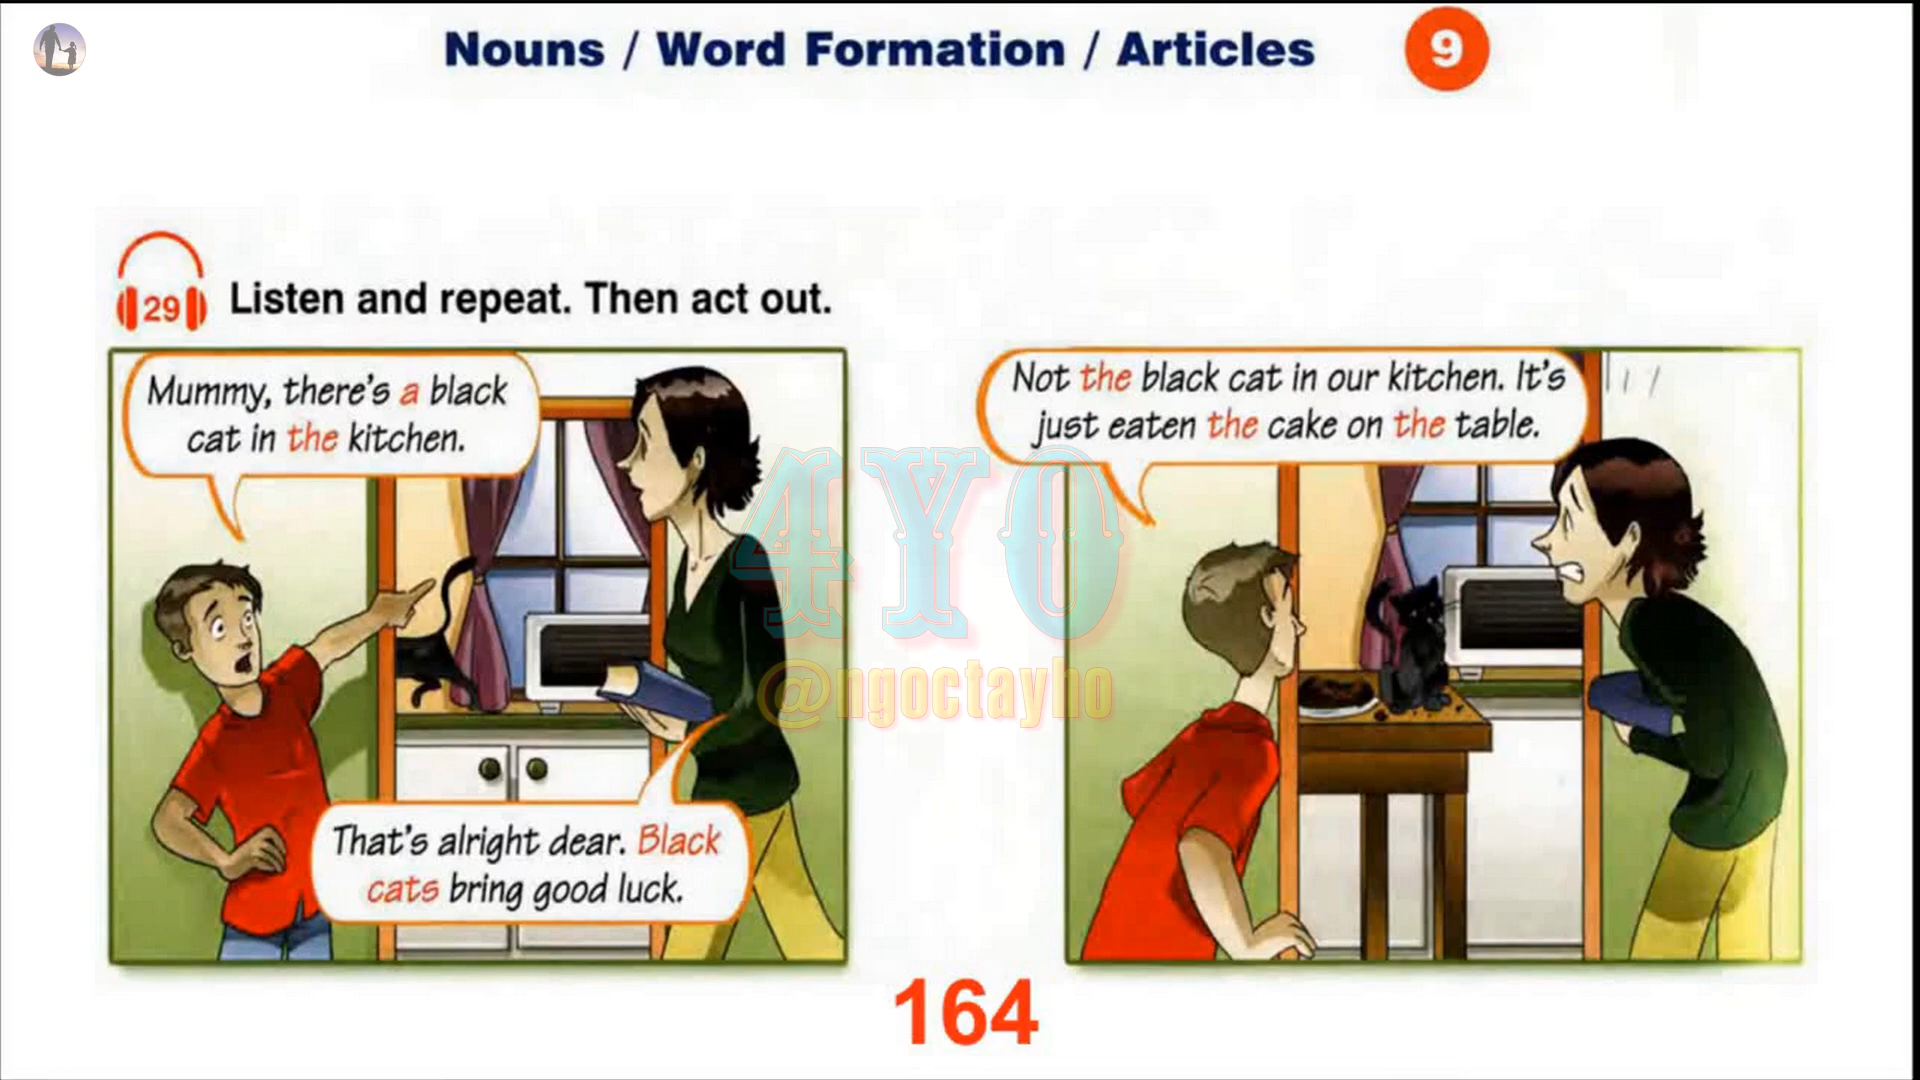 Nouns / Word Formation / Articles
9
29
Listen and repeat. Then act out.
Mummy, there's a black
cat in the kitchen.
That's alright dear. Black
cats bring good luck.
Not the black cat in our kitchen. It's
just eaten the cake on the table.
4YO
@ngoctayho
164